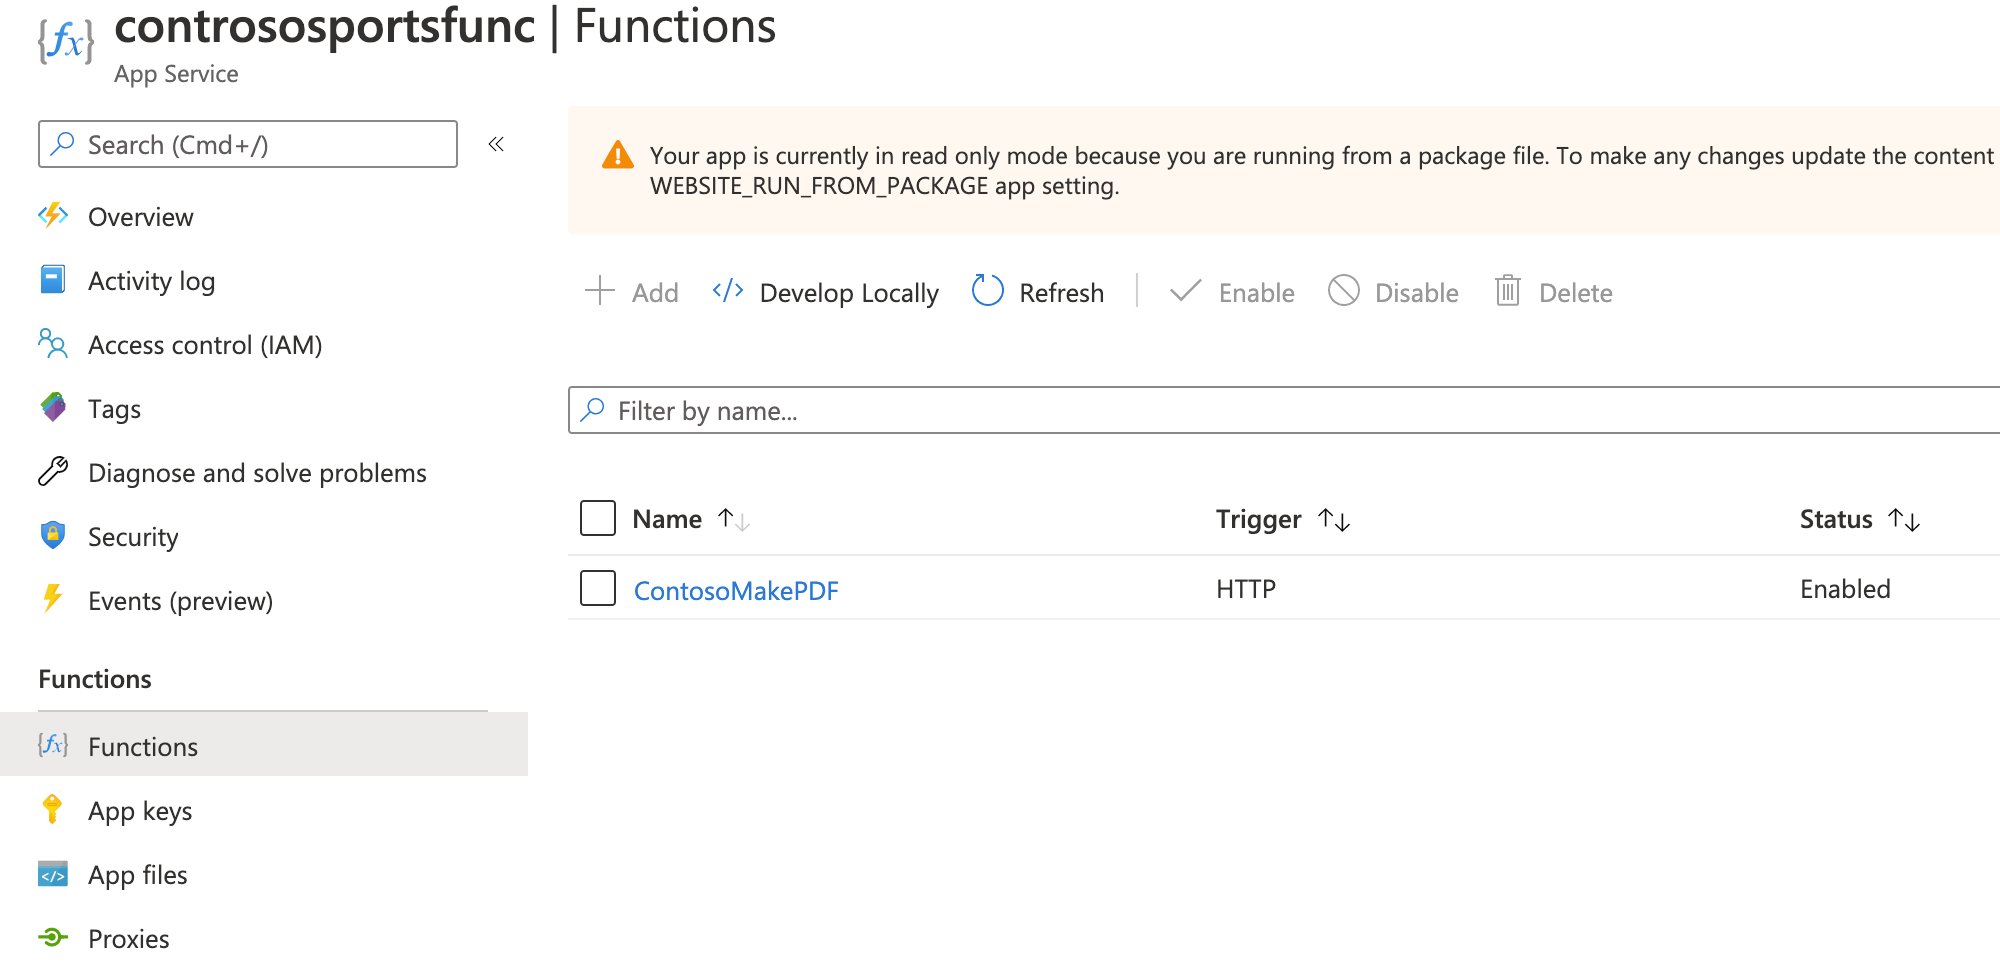 contrososportsfunc | Functions
App Service
Search (Cmd+/)
«
Overview
Activity log
Access control (IAM)
Tags
Diagnose and solve problems
Security
Events (preview)
Functions
Functions
App keys
App files
Proxies
Your app is currently in read only mode because you are running from a package file. To make any changes update the content
WEBSITE_RUN_FROM_PACKAGE app setting.
Add Develop Locally Refresh Enable Disable Delete
Filter by name...
Name Trigger Status
ContosoMakePDF HTTP Enabled